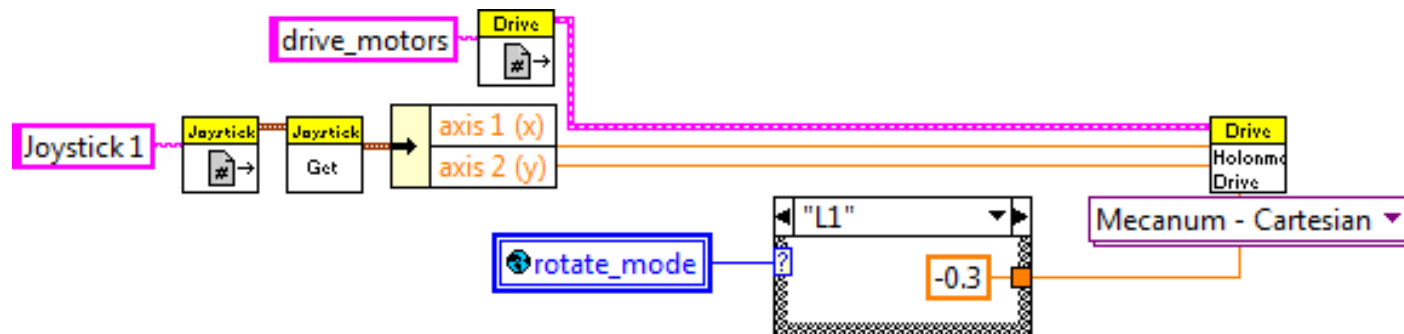 Drive
drive_motors
#
Joystick 1
Joystick
#
Joystick
Get
axis 1 (x)
axis 2 (y)
Drive
Holonmo
Drive
"L1"
Mecanum - Cartesian
rotate_mode
?
-0.3